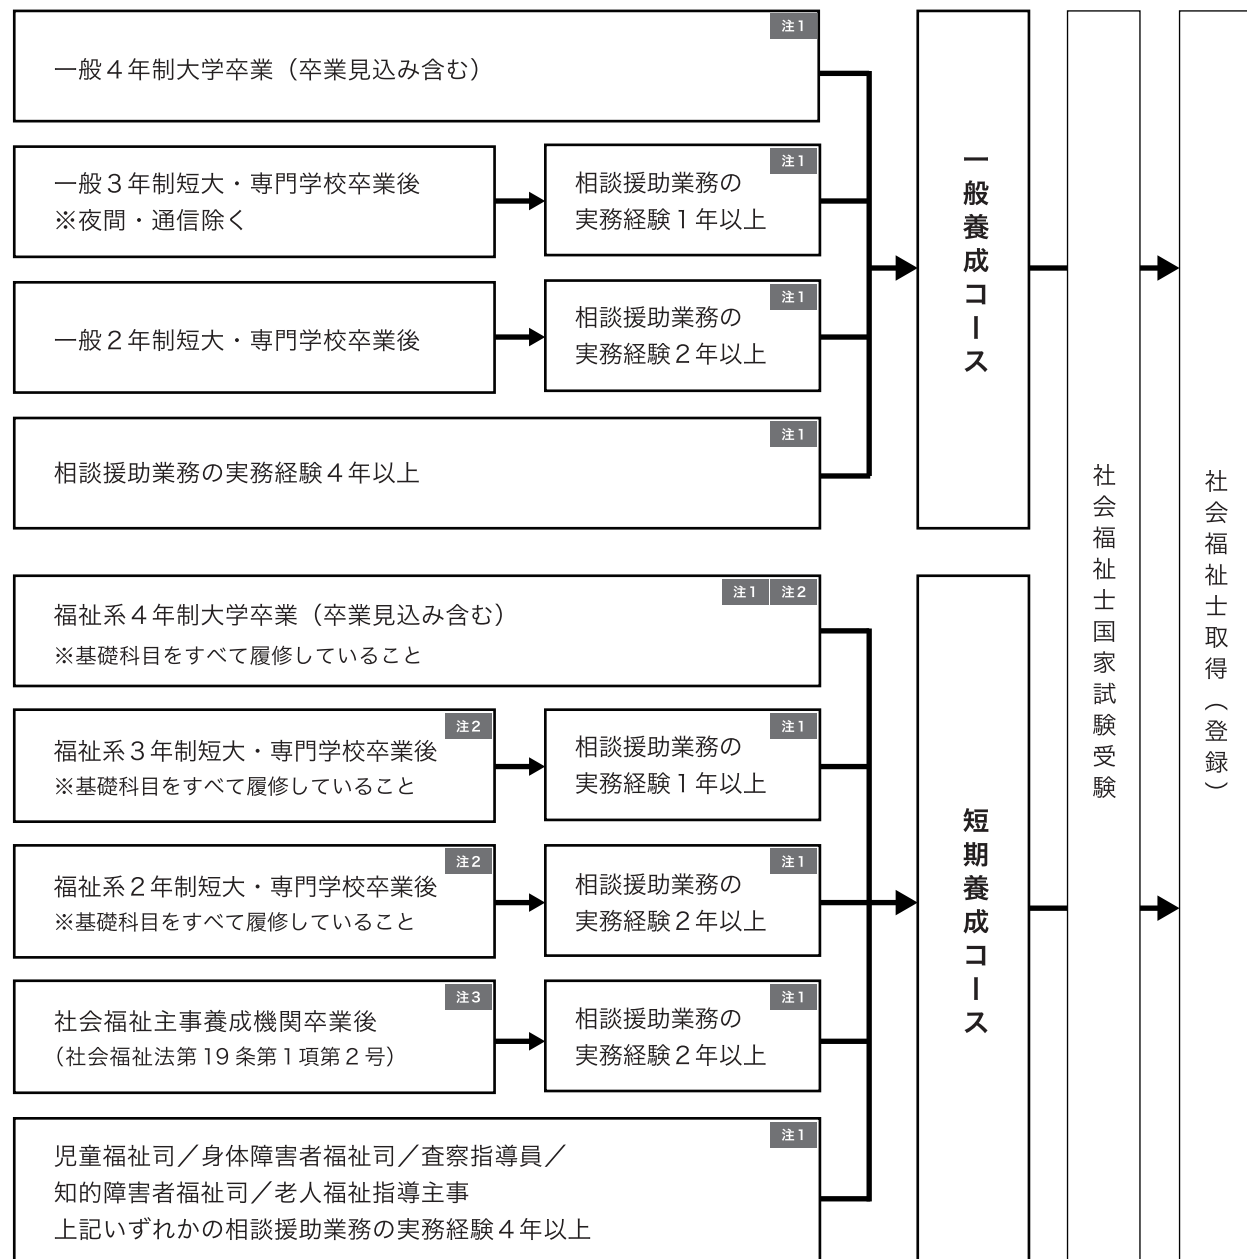 注1
一般４年制大学卒業（卒業見込み含む）
一般３年制短大・専門学校卒業後
※夜間・通信除く
注1
相談援助業務の
実務経験１年以上
一般２年制短大・専門学校卒業後
注1
相談援助業務の
実務経験２年以上
注1
相談援助業務の実務経験４年以上
一般養成コース
注1 注2
福祉系４年制大学卒業（卒業見込み含む）
※基礎科目をすべて履修していること
注2
福祉系３年制短大・専門学校卒業後
※基礎科目をすべて履修していること
注1
相談援助業務の
実務経験１年以上
注2
福祉系２年制短大・専門学校卒業後
※基礎科目をすべて履修していること
注1
相談援助業務の
実務経験２年以上
注3
社会福祉主事養成機関卒業後
（社会福祉法第19条第１項第２号）
注1
相談援助業務の
実務経験２年以上
注1
児童福祉司／身体障害者福祉司／査察指導員／
知的障害者福祉司／老人福祉指導主事
上記いずれかの相談援助業務の実務経験４年以上
短期養成コース
社会福祉士国家試験受験
社会福祉士取得（登録）